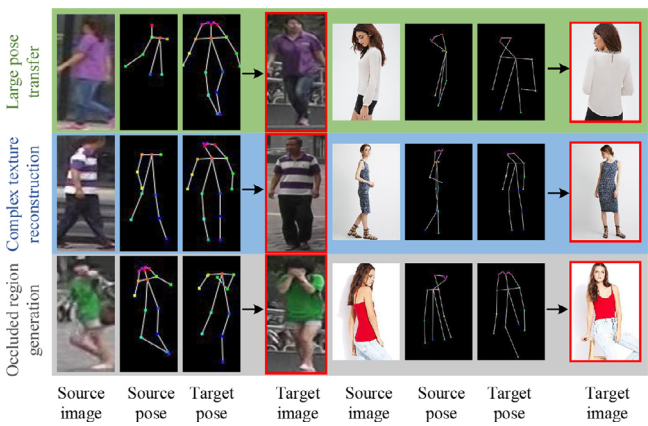 Large pose
transfer
Complex texture
reconstruction
Occluded region
generation
Source image
Source pose
Target pose
Target image
Source image
Source pose
Target pose
Target image